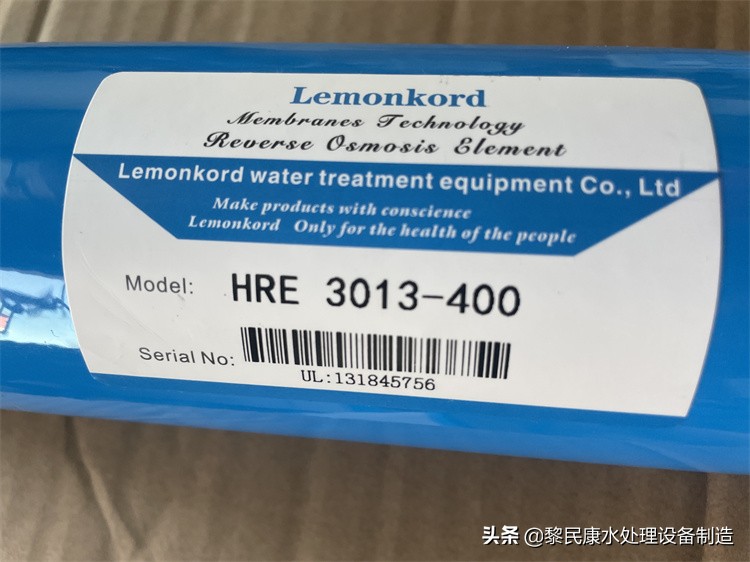 Lemonkord
Membranes Technology
Reverse Osmosis Element
Lemonkord water treatment equipment Co., Ltd
Make products with conscience
Lemonkord Only for the health of the people
Model: HRE 3013-400
Serial No:
UL:131845756
头条 @黎民康水处理设备制造